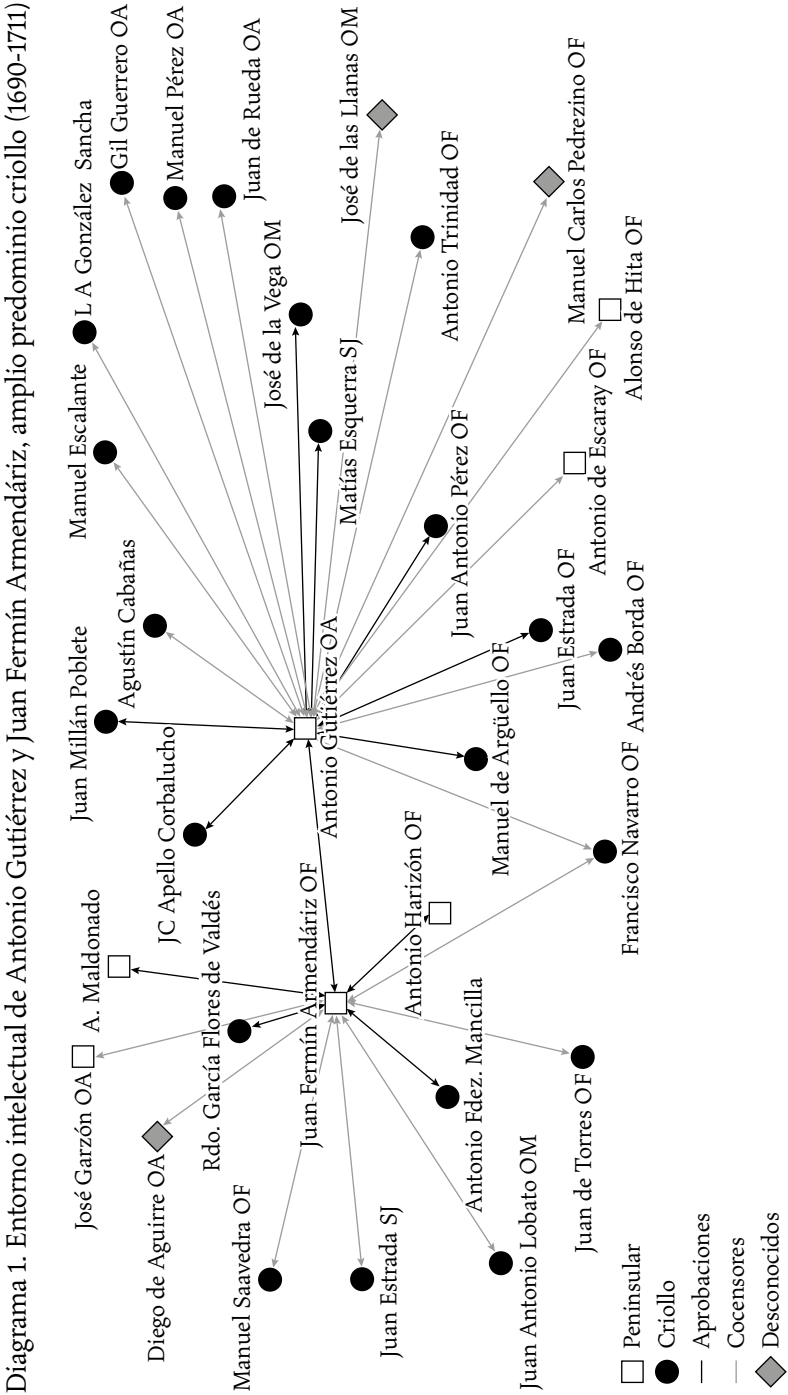 Diagrama 1. Entorno intelectual de Antonio Gutiérrez y Juan Fermín Armendáriz, amplio predominio criollo (1690-1711)
José Garzón OA
A. Maldonado
Juan Millán Poblete
Manuel Escalante
L A González Sancha
Gil Guerrero OA
Diego de Aguirre OA
Agustín Cabañas
Manuel Pérez OA
JC Apello Corbalucho
Rdo. García Flores de Valdés
Juan de Rueda OA
Manuel Saavedra OF
José de la Vega OM
Juan Fermín Armendáriz OF
Antonio Gutiérrez OA
Matías Esquerra SJ
José de las Llanas OM
Juan Estrada SJ
Antonio Harizón OF
Antonio Trinidad OF
Juan Antonio Pérez OF
Antonio Fdez. Mancilla
Manuel de Argüello OF
Juan Antonio Lobato OM
Juan Estrada OF
Manuel Carlos Pedrezino OF
Juan de Torres OF
Antonio de Escaray OF
Francisco Navarro OF
Andrés Borda OF
Alonso de Hita OF
Peninsular
Criollo
Aprobaciones
Cocensores
Desconocidos